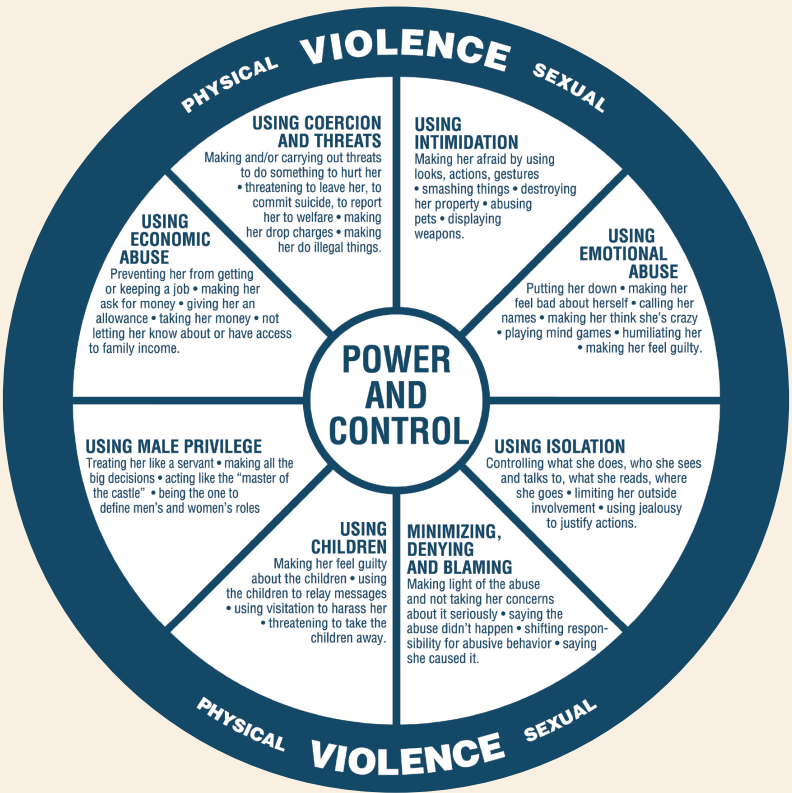 PHYSICAL VIOLENCE SEXUAL
USING COERCION
AND THREATS
Making and/or carrying out threats
to do something to hurt her
• threatening to leave her, to
commit suicide, to report
her to welfare • making
her drop charges • making
her do illegal things.
USING
INTIMIDATION
Making her afraid by using
looks, actions, gestures
• smashing things • destroying
her property • abusing
pets • displaying
weapons.
USING
ECONOMIC
ABUSE
Preventing her from getting
or keeping a job • making her
ask for money • giving her an
allowance • taking her money • not
letting her know about or have access
to family income.
USING
EMOTIONAL
ABUSE
Putting her down • making her
feel bad about herself • calling her
names • making her think she's crazy
• playing mind games • humiliating her
• making her feel guilty.
POWER
AND
CONTROL
USING MALE PRIVILEGE
Treating her like a servant • making all the
big decisions • acting like the “master of
the castle” • being the one to
define men's and women's roles
USING ISOLATION
Controlling what she does, who she sees
and talks to, what she reads, where
she goes • limiting her outside
involvement • using jealousy
to justify actions.
USING
CHILDREN
Making her feel guilty
about the children • using
the children to relay messages
• using visitation to harass her
• threatening to take the
children away.
MINIMIZING,
DENYING
AND BLAMING
Making light of the abuse
and not taking her concerns
about it seriously • saying the
abuse didn't happen • shifting respon-
sibility for abusive behavior • saying
she caused it.
PHYSICAL VIOLENCE SEXUAL